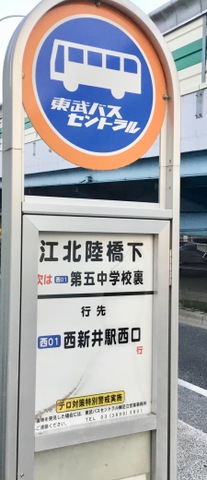 東武バス
セントラル
江北陸橋下
次は 西01 第五中学校裏
行先
西01 西新井駅西口
行
テロ対策特別警戒実施